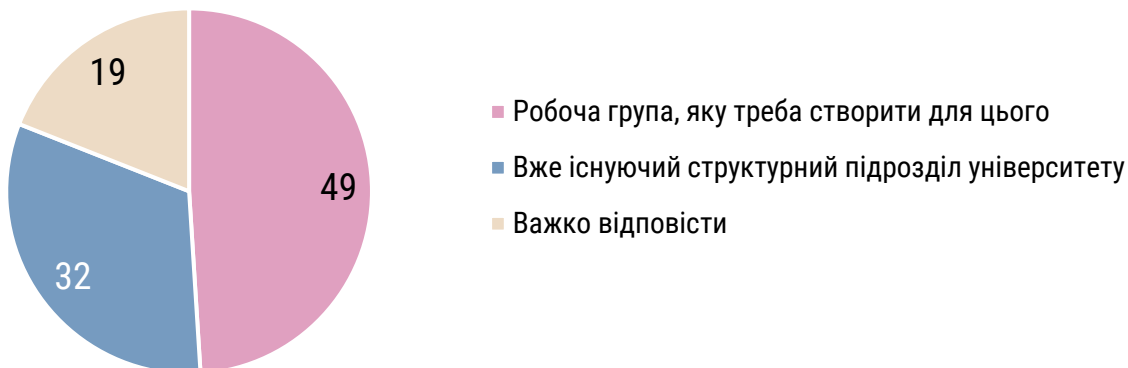 19
49
32
Робоча група, яку треба створити для цього
Вже існуючий структурний підрозділ університету
Важко відповісти